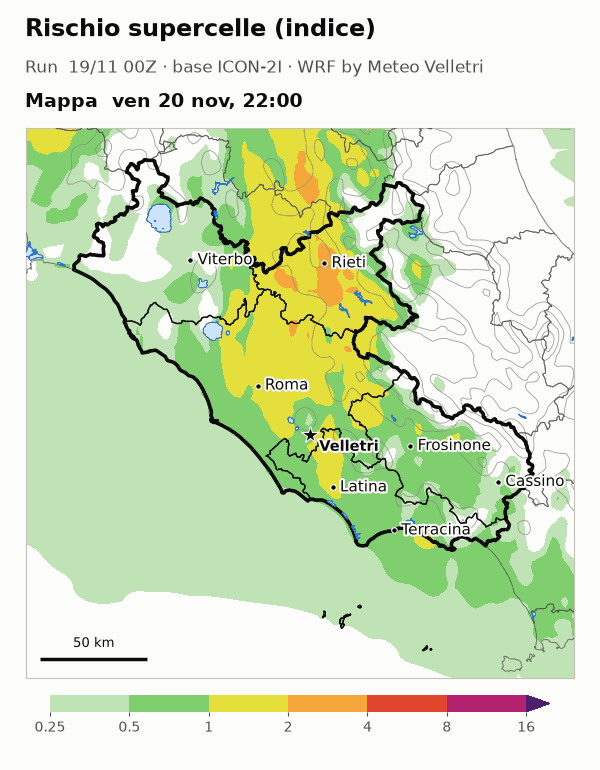 Rischio supercelle (indice)
Run  19/11 00Z · base ICON-2I · WRF by Meteo Velletri
Mappa  ven 20 nov, 22:00
Viterbo
Rieti
Roma
Velletri
Frosinone
Latina
Cassino
Terracina
50 km
0.25 0.5 1 2 4 8 16